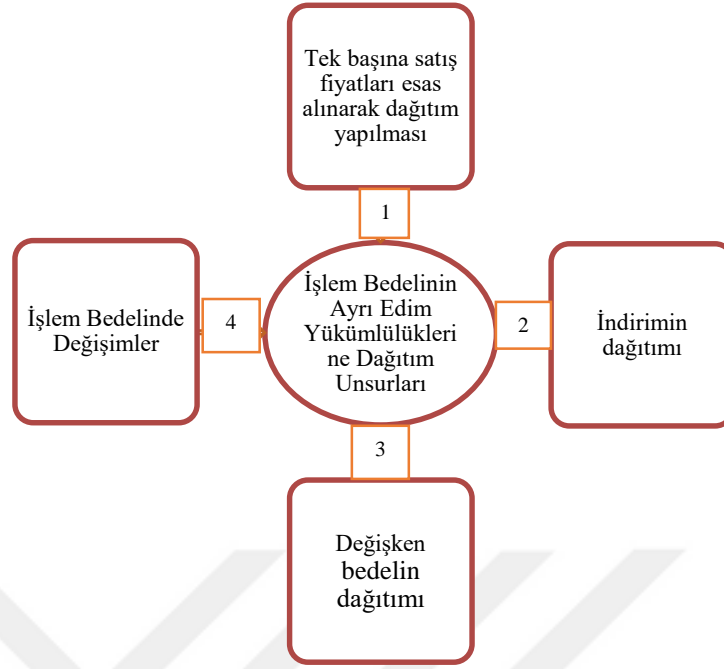 Tek başına satış
fiyatları esas
alınarak dağıtım
yapılması
1
İşlem Bedelinde
Değişimler
4
İşlem Bedelinin
Ayrı Edim
Yükümlülükleri
ne Dağıtım
Unsurları
2
İndirimin
dağıtımı
3
Değişken
bedelin
dağıtımı